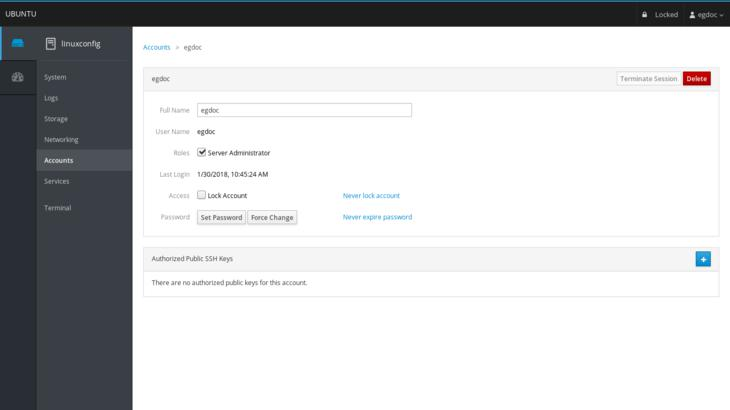 UBUNTU
Locked
egdoc
linuxconfig
System
Logs
Storage
Networking
Accounts
Services
Terminal
Accounts > egdoc
egdoc
Terminate Session
Delete
Full Name egdoc
User Name egdoc
Roles Server Administrator
Last Login 1/30/2018, 10:45:24 AM
Access Lock Account Never lock account
Password Set Password Force Change Never expire password
Authorized Public SSH Keys
There are no authorized public keys for this account.